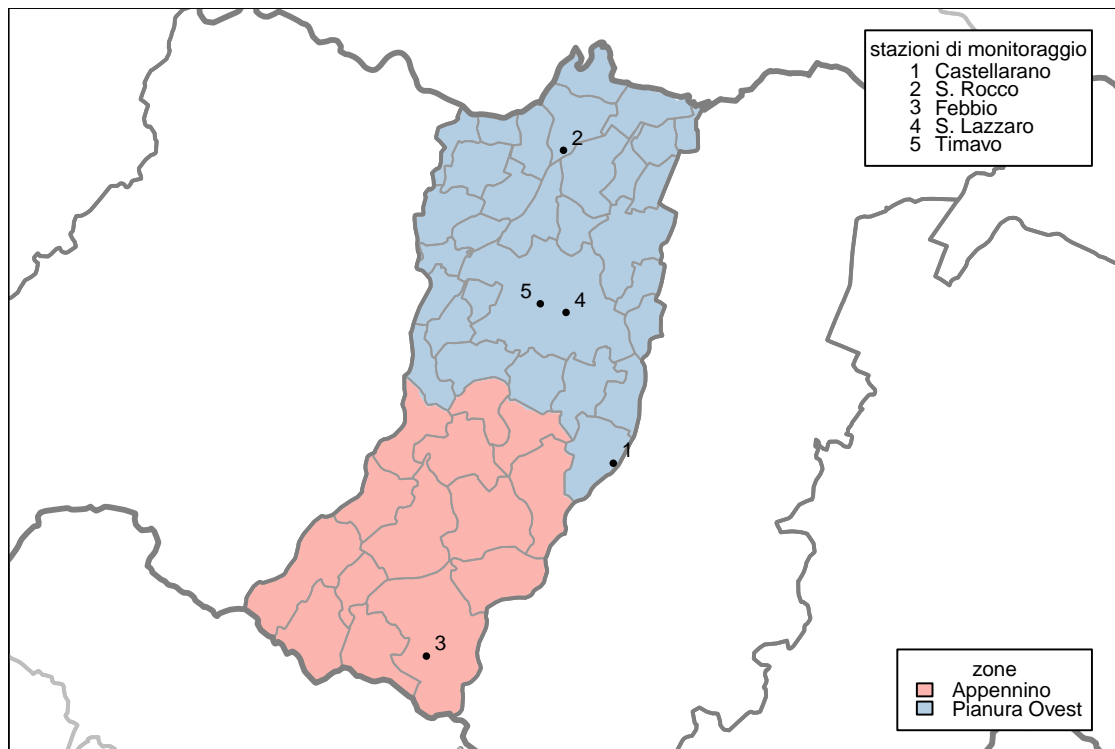 stazioni di monitoraggio
1 Castellarano
2 S. Rocco
3 Febbio
4 S. Lazzaro
5 Timavo
2
5
4
1
3
zone
Appennino
Pianura Ovest